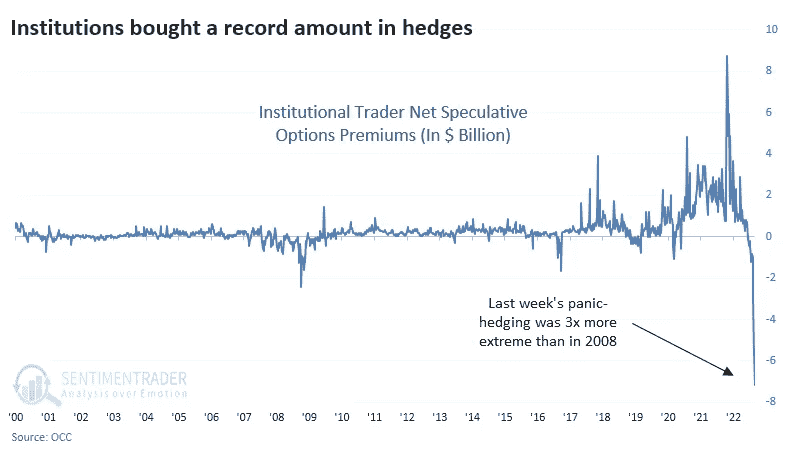 Institutions bought a record amount in hedges
Institutional Trader Net Speculative
Options Premiums (In $ Billion)
10
8
6
4
2
0
-2
-4
-6
-8
Last week's panic-
hedging was 3x more
extreme than in 2008
SENTIMENTRADER
Analysis over Emotion
'00 '01 '02 '03 '04 '05 '06 '07 '08 '09 '10 '11 '12 '13 '14 '15 '16 '17 '18 '19 '20 '21 '22
Source: OCC